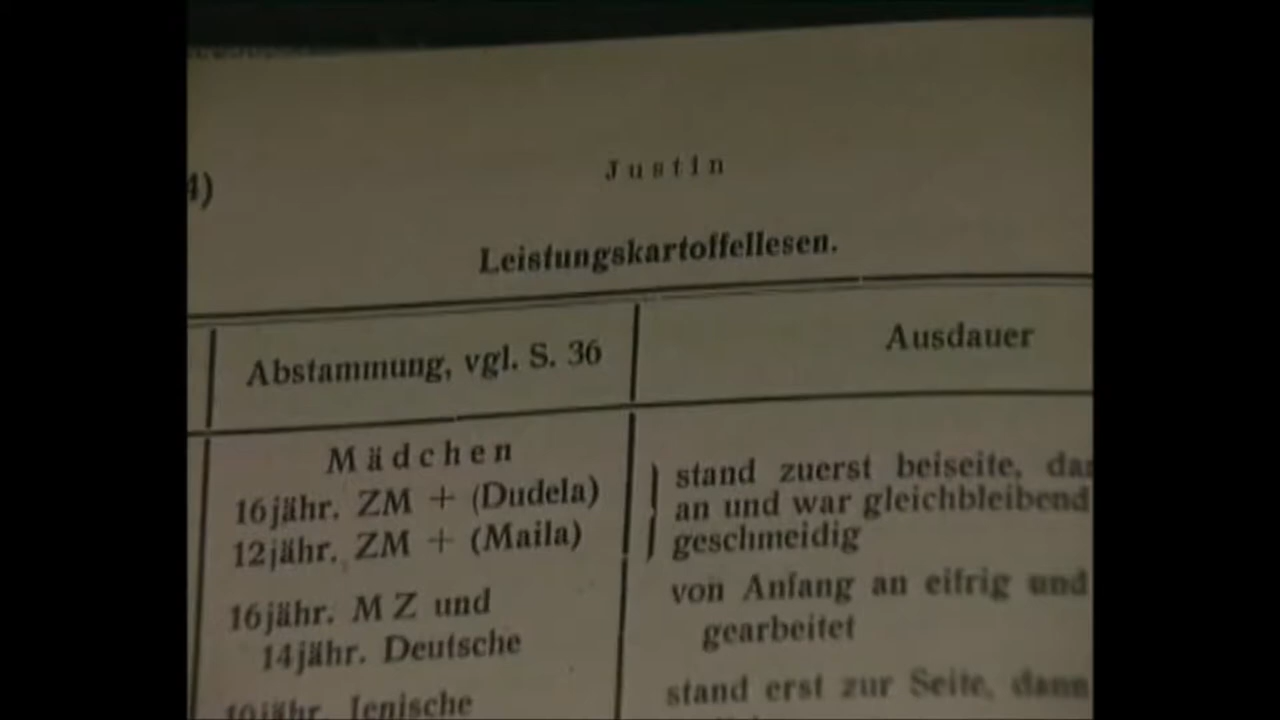 4)
Justin
Leistungskartoffellesen.
Abstammung, vgl. S. 36
Ausdauer
Mädchen
16jähr. ZM + (Dudela)
12jähr. ZM + (Maila)
stand zuerst beiseite,
an und war gleichbleibend
geschmeidig
16jähr. MZ und
14jähr. Deutsche
von Anfang an eifrig und
gearbeitet
Jenische
stand erst zur Seite, dann